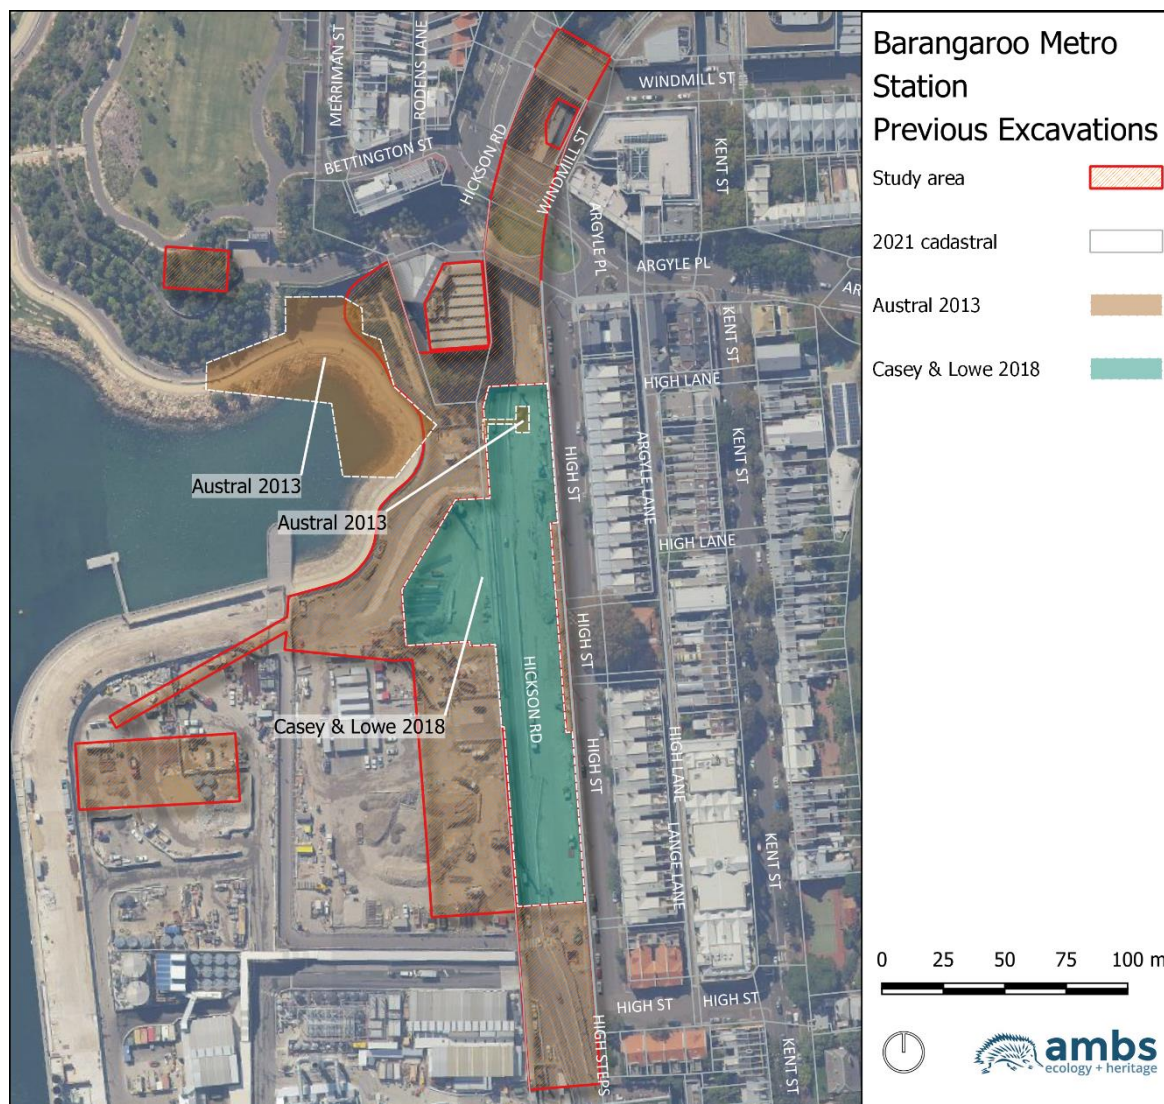 Barangaroo Metro
Station
Previous Excavations
Study area
2021 cadastral
Austral 2013
Casey & Lowe 2018
0 25 50 75 100 m
ambs
ecology + heritage
MERRIMAN ST
RODENS LANE
WINDMILL ST
BETTINGTON ST
HICKSON RD
WINDMILL ST
KENT ST
ARGYLE PL
ARGYLE PL
AR
KENT ST
HIGH LANE
Austral 2013
Austral 2013
HIGH ST
ARGYLE LANE
KENT ST
HIGH LANE
HIGH ST
HICKSON RD
Casey & Lowe 2018
HIGH ST
HIGH LANE
LANGE LANE
KENT ST
HIGH ST
HIGH ST
HIGH STEPS
KENT ST